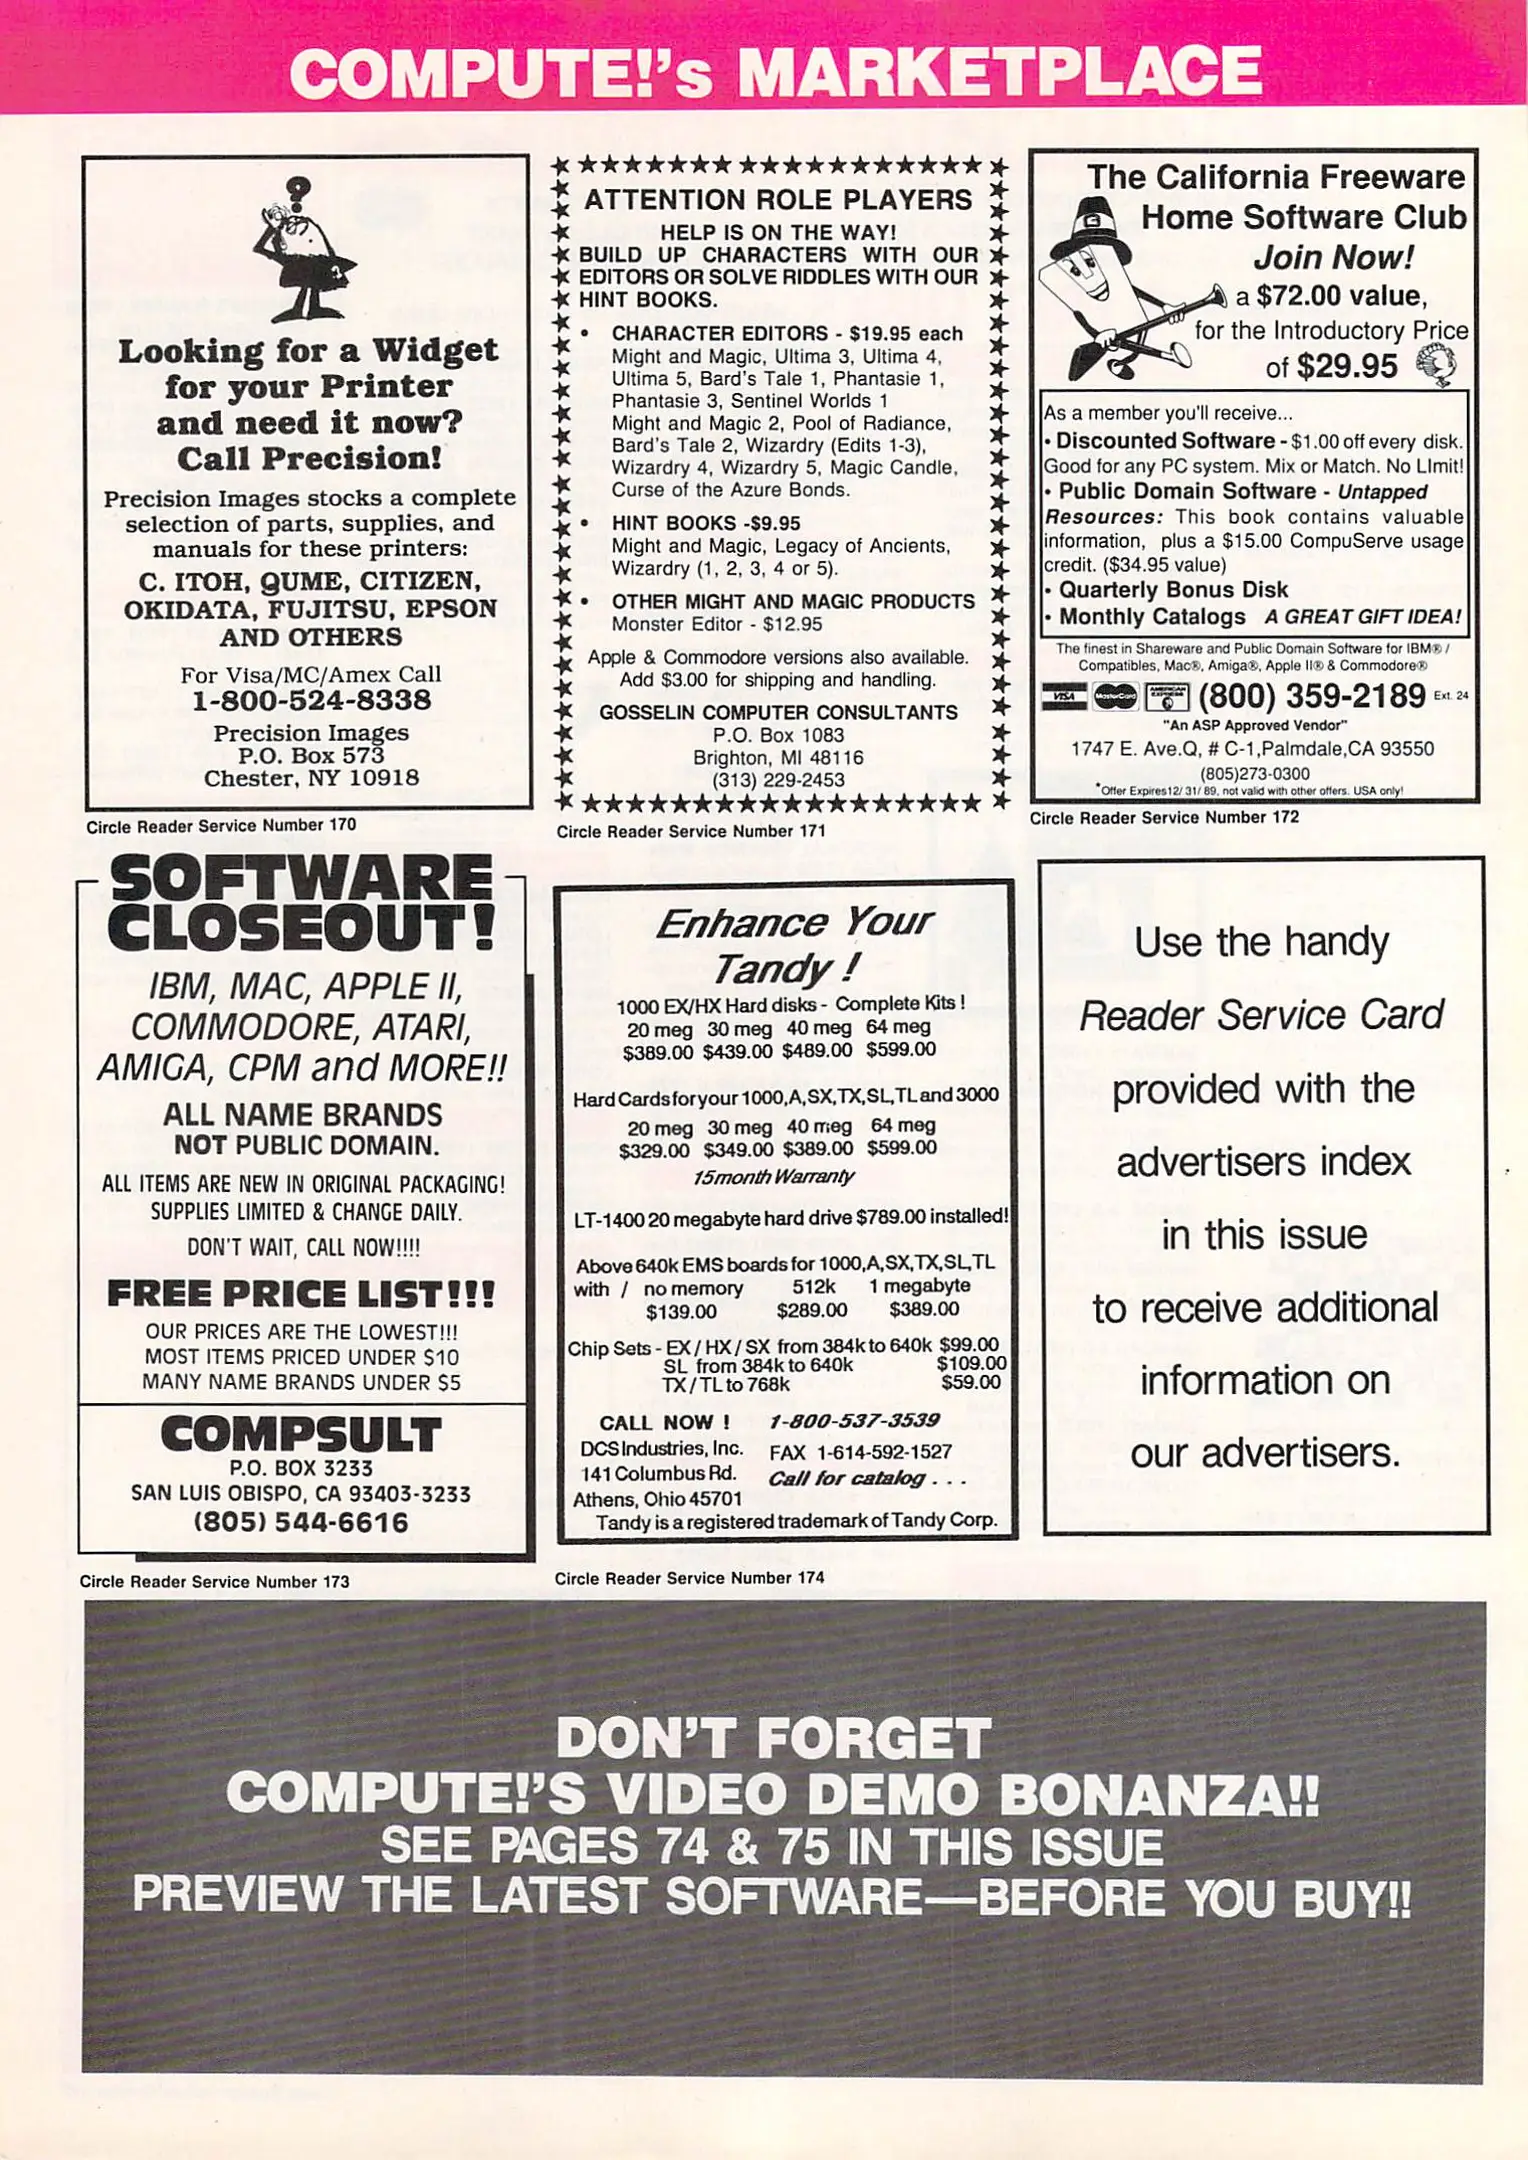 COMPUTE!'s MARKETPLACE
?
Looking for a Widget
for your Printer
and need it now?
Call Precision!
Precision Images stocks a complete
selection of parts, supplies, and
manuals for these printers:
C. ITOH, QUME, CITIZEN,
OKIDATA, FUJITSU, EPSON
AND OTHERS
For Visa/MC/Amex Call
1-800-524-8338
Precision Images
P.O. Box 573
Chester, NY 10918
Circle Reader Service Number 170
ATTENTION ROLE PLAYERS
HELP IS ON THE WAY!
BUILD UP CHARACTERS WITH OUR
EDITORS OR SOLVE RIDDLES WITH OUR
HINT BOOKS.
• CHARACTER EDITORS - $19.95 each
Might and Magic, Ultima 3, Ultima 4,
Ultima 5, Bard's Tale 1, Phantasie 1,
Phantasie 3, Sentinel Worlds 1
Might and Magic 2, Pool of Radiance,
Bard's Tale 2, Wizardry (Edits 1-3),
Wizardry 4, Wizardry 5, Magic Candle,
Curse of the Azure Bonds.
• HINT BOOKS -$9.95
Might and Magic, Legacy of Ancients,
Wizardry (1, 2, 3, 4 or 5).
• OTHER MIGHT AND MAGIC PRODUCTS
Monster Editor - $12.95
Apple & Commodore versions also available.
Add $3.00 for shipping and handling.
GOSSELIN COMPUTER CONSULTANTS
P.O. Box 1083
Brighton, MI 48116
(313) 229-2453
Circle Reader Service Number 171
The California Freeware
Home Software Club
Join Now!
a $72.00 value,
for the Introductory Price
of $29.95
As a member you'll receive...
• Discounted Software - $1.00 off every disk.
Good for any PC system. Mix or Match. No LImit!
• Public Domain Software - Untapped
Resources: This book contains valuable
information, plus a $15.00 CompuServe usage
credit. ($34.95 value)
• Quarterly Bonus Disk
• Monthly Catalogs A GREAT GIFT IDEA!
The finest in Shareware and Public Domain Software for IBM® /
Compatibles, Mac®, Amiga®, Apple II® & Commodore®
VISA MasterCard AMERICAN EXPRESS (800) 359-2189 Ext. 24
"An ASP Approved Vendor"
1747 E. Ave.Q, # C-1,Palmdale,CA 93550
(805)273-0300
*Offer Expires12/ 31/ 89, not valid with other offers. USA only!
Circle Reader Service Number 172
SOFTWARE
CLOSEOUT!
IBM, MAC, APPLE II,
COMMODORE, ATARI,
AMIGA, CPM and MORE!!
ALL NAME BRANDS
NOT PUBLIC DOMAIN.
ALL ITEMS ARE NEW IN ORIGINAL PACKAGING!
SUPPLIES LIMITED & CHANGE DAILY.
DON'T WAIT, CALL NOW!!!!
FREE PRICE LIST!!!
OUR PRICES ARE THE LOWEST!!!
MOST ITEMS PRICED UNDER $10
MANY NAME BRANDS UNDER $5
COMPSULT
P.O. BOX 3233
SAN LUIS OBISPO, CA 93403-3233
(805) 544-6616
Circle Reader Service Number 173
Enhance Your
Tandy !
1000 EX/HX Hard disks - Complete Kits !
20 meg 30 meg 40 meg 64 meg
$389.00 $439.00 $489.00 $599.00
Hard Cards for your 1000,A,SX,TX,SL,TL and 3000
20 meg 30 meg 40 meg 64 meg
$329.00 $349.00 $389.00 $599.00
15 month Warranty
LT-1400 20 megabyte hard drive $789.00 installed!
Above 640k EMS boards for 1000,A,SX,TX,SL,TL
with / no memory 512k 1 megabyte
$139.00 $289.00 $389.00
Chip Sets - EX / HX / SX from 384k to 640k $99.00
SL from 384k to 640k $109.00
TX / TL to 768k $59.00
CALL NOW ! 1-800-537-3539
DCS Industries, Inc. FAX 1-614-592-1527
141 Columbus Rd. Call for catalog . . .
Athens, Ohio 45701
Tandy is a registered trademark of Tandy Corp.
Circle Reader Service Number 174
Use the handy
Reader Service Card
provided with the
advertisers index
in this issue
to receive additional
information on
our advertisers.
DON'T FORGET
COMPUTE!'S VIDEO DEMO BONANZA!!
SEE PAGES 74 & 75 IN THIS ISSUE
PREVIEW THE LATEST SOFTWARE—BEFORE YOU BUY!!